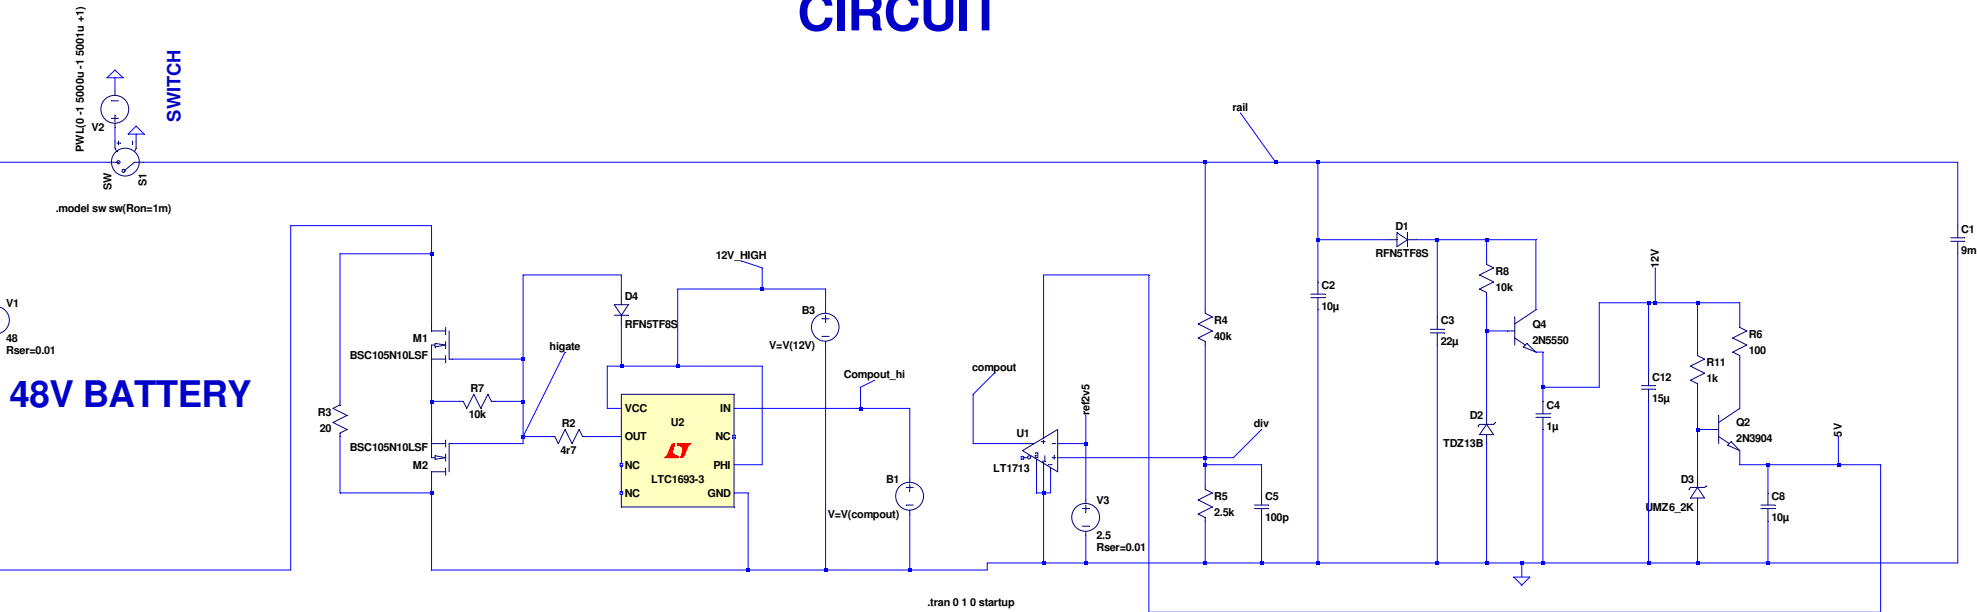 CIRCUIT
PWL(0 -1 5000u -1 5001u +1)
SWITCH
V2
SW
S1
.model sw sw(Ron=1m)
rail
V1
48
Rser=0.01
48V BATTERY
R3
20
M1
BSC105N10LSF
BSC105N10LSF
M2
R7
10k
higate
R2
4r7
D4
RFN5TF8S
12V_HIGH
VCC
OUT
NC
NC
U2
LTC1693-3
IN
NC
PHI
GND
B3
V=V(12V)
Compout_hi
B1
V=V(compout)
compout
U1
LT1713
ref2v5
V3
2.5
Rser=0.01
div
R4
40k
R5
2.5k
C5
100p
C2
10µ
D1
RFN5TF8S
C3
22µ
R8
10k
D2
TDZ13B
Q4
2N5550
C4
1µ
12V
C12
15µ
R11
1k
R6
100
Q2
2N3904
D3
UMZ6_2K
C8
10µ
5V
C1
9m
.tran 0 1 0 startup